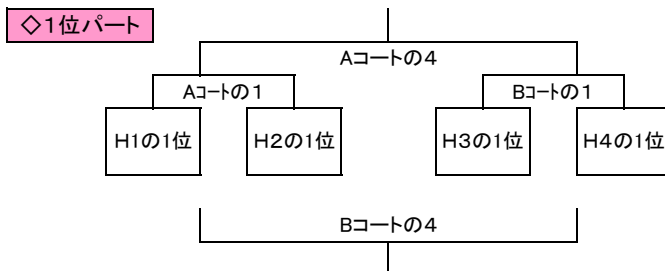 ◇1位パート
Aコートの4
Aコートの1
Bコートの1
H1の1位
H2の1位
H3の1位
H4の1位
Bコートの4